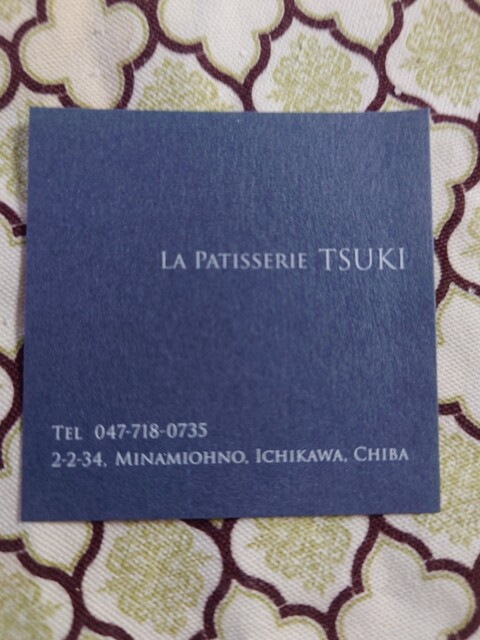 La Patisserie TSUKI
Tel 047-718-0735
2-2-34, Minamiohno, Ichikawa, Chiba